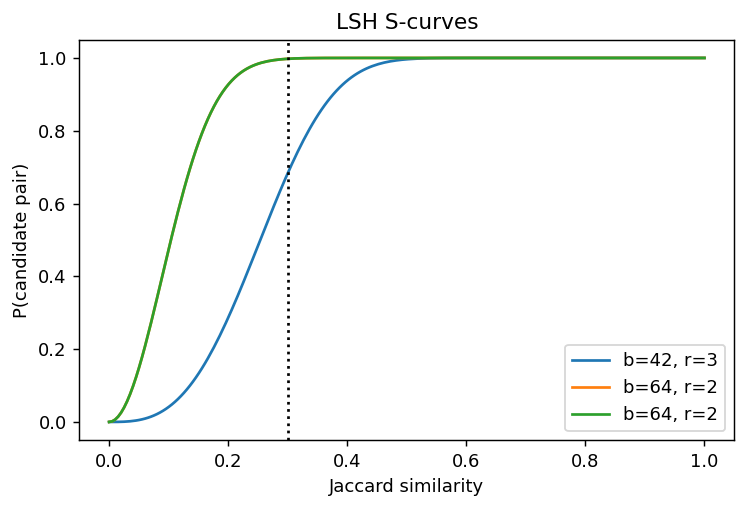 LSH S-curves
P(candidate pair)
1.0
0.8
0.6
0.4
0.2
0.0
b=42, r=3
b=64, r=2
b=64, r=2
0.0 0.2 0.4 0.6 0.8 1.0
Jaccard similarity